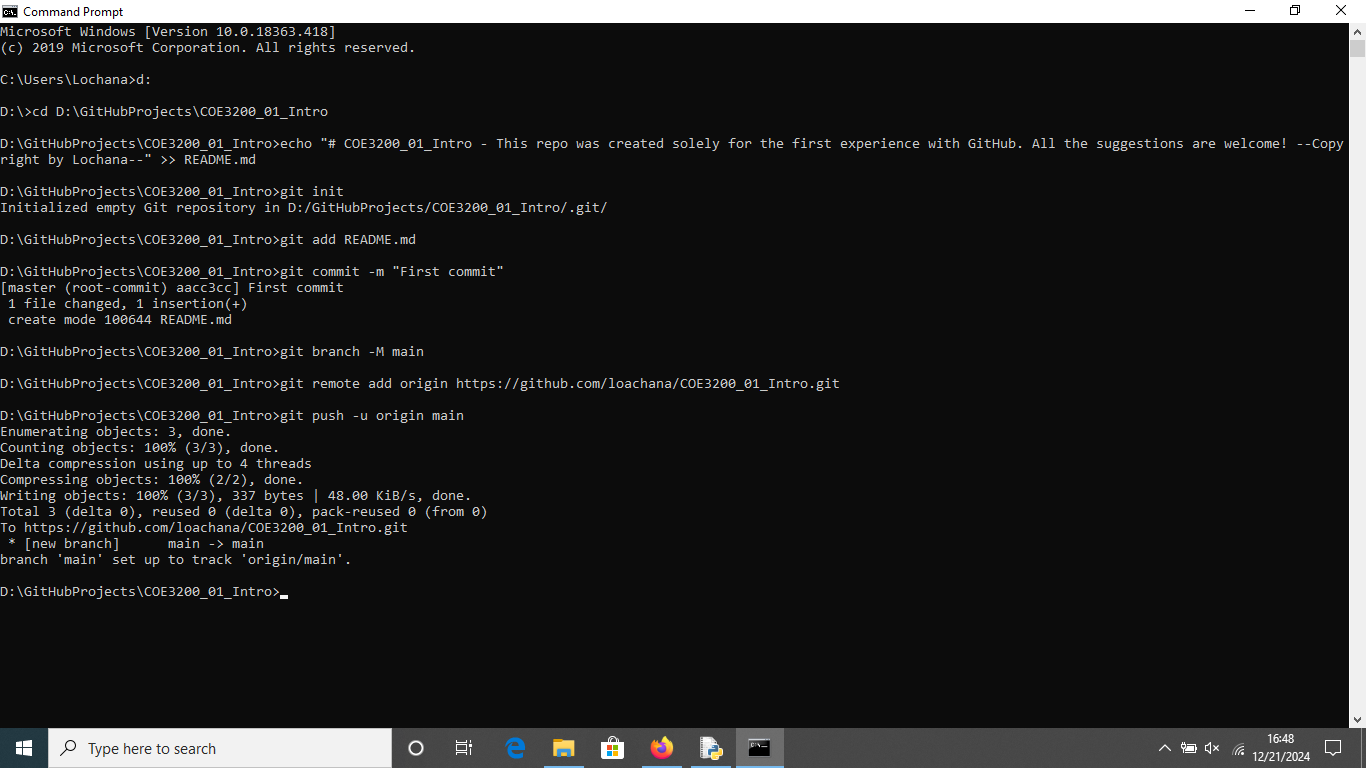 Command Prompt
Microsoft Windows [Version 10.0.18363.418]
(c) 2019 Microsoft Corporation. All rights reserved.
C:\Users\Lochana>d:
D:\>cd D:\GitHubProjects\COE3200_01_Intro
D:\GitHubProjects\COE3200_01_Intro>echo "# COE3200_01_Intro - This repo was created solely for the first experience with GitHub. All the suggestions are welcome! --Copy
right by Lochana--" >> README.md
D:\GitHubProjects\COE3200_01_Intro>git init
Initialized empty Git repository in D:/GitHubProjects/COE3200_01_Intro/.git/
D:\GitHubProjects\COE3200_01_Intro>git add README.md
D:\GitHubProjects\COE3200_01_Intro>git commit -m "First commit"
[master (root-commit) aacc3cc] First commit
 1 file changed, 1 insertion(+)
 create mode 100644 README.md
D:\GitHubProjects\COE3200_01_Intro>git branch -M main
D:\GitHubProjects\COE3200_01_Intro>git remote add origin https://github.com/loachana/COE3200_01_Intro.git
D:\GitHubProjects\COE3200_01_Intro>git push -u origin main
Enumerating objects: 3, done.
Counting objects: 100% (3/3), done.
Delta compression using up to 4 threads
Compressing objects: 100% (2/2), done.
Writing objects: 100% (3/3), 337 bytes | 48.00 KiB/s, done.
Total 3 (delta 0), reused 0 (delta 0), pack-reused 0 (from 0)
To https://github.com/loachana/COE3200_01_Intro.git
 * [new branch]      main -> main
branch 'main' set up to track 'origin/main'.
D:\GitHubProjects\COE3200_01_Intro>
Type here to search
16:48
12/21/2024